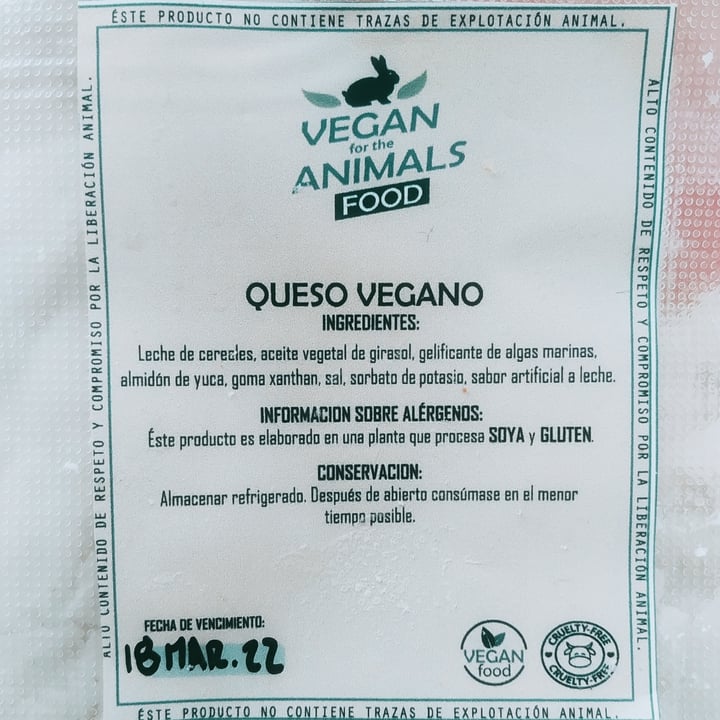 ÉSTE PRODUCTO NO CONTIENE TRAZAS DE EXPLOTACIÓN ANIMAL.
ALTO CONTENIDO DE RESPETO Y COMPROMISO POR LA LIBERACIÓN ANIMAL.
ALTO CONTENIDO DE RESPETO Y COMPROMISO POR LA LIBERACIÓN ANIMAL.
VEGAN
for the
ANIMALS
FOOD
QUESO VEGANO
INGREDIENTES:
Leche de cereales, aceite vegetal de girasol, gelificante de algas marinas,
almidón de yuca, goma xanthan, sal, sorbato de potasio, sabor artificial a leche.
INFORMACION SOBRE ALÉRGENOS:
Éste producto es elaborado en una planta que procesa SOYA y GLUTEN.
CONSERVACION:
Almacenar refrigerado. Después de abierto consúmase en el menor
tiempo posible.
FECHA DE VENCIMIENTO:
18 MAR. 22
VEGAN
food
CRUELTY-FREE
CRUELTY-FREE
ÉSTE PRODUCTO NO CONTIENE TRAZAS DE EXPLOTACIÓN ANIMAL.